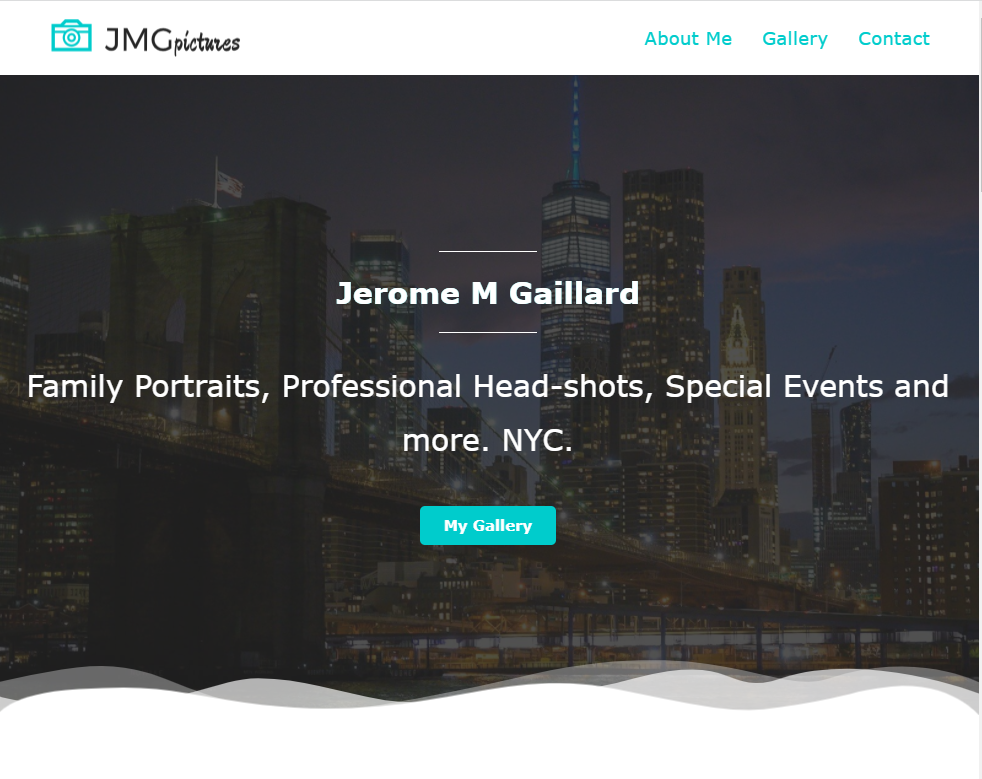 JMGpictures
About Me Gallery Contact
Jerome M Gaillard
Family Portraits, Professional Head-shots, Special Events and
more. NYC.
My Gallery